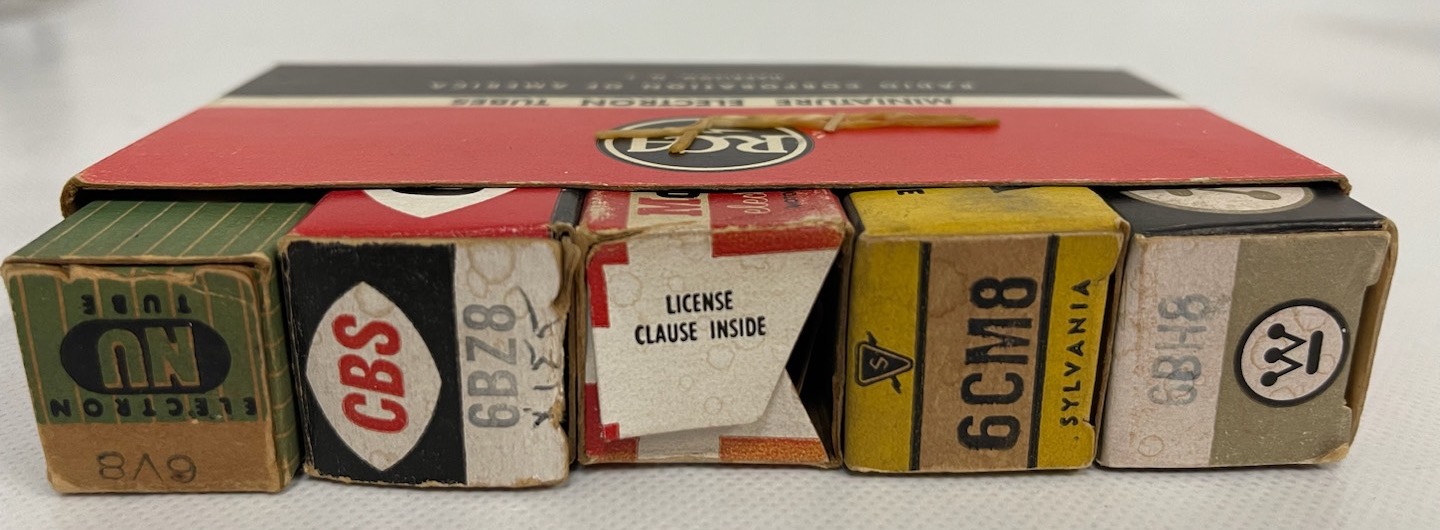 RADIO CORPORATION OF AMERICA
HARRISON, N. J.
MINIATURE ELECTRON TUBES
RCA
NU
ELECTRON
TUBE
6V8
CBS
6BZ8
LICENSE
CLAUSE INSIDE
S
6CM8
SYLVANIA
6BH8
W